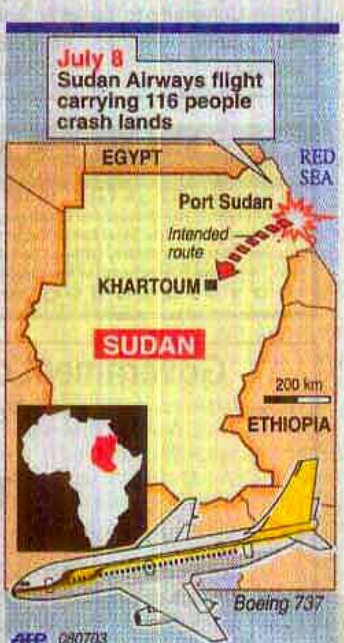 July 8
Sudan Airways flight
carrying 116 people
crash lands
EGYPT
RED
SEA
Port Sudan
Intended
route
KHARTOUM
SUDAN
200 km
ETHIOPIA
Boeing 737
AFP 080703